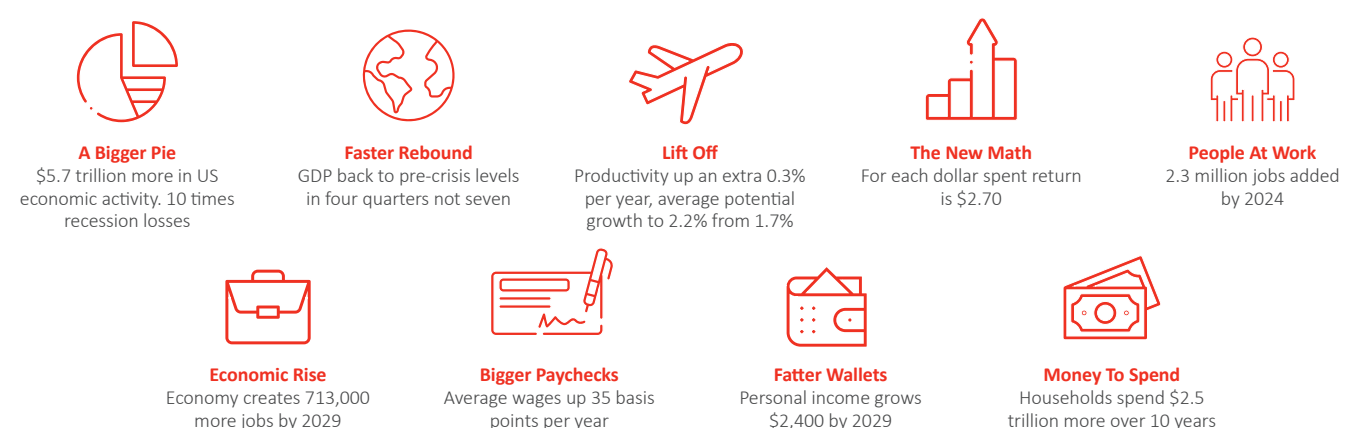 A Bigger Pie
$5.7 trillion more in US
economic activity. 10 times
recession losses
Faster Rebound
GDP back to pre-crisis levels
in four quarters not seven
Lift Off
Productivity up an extra 0.3%
per year, average potential
growth to 2.2% from 1.7%
The New Math
For each dollar spent return
is $2.70
People At Work
2.3 million jobs added
by 2024
Economic Rise
Economy creates 713,000
more jobs by 2029
Bigger Paychecks
Average wages up 35 basis
points per year
Fatter Wallets
Personal income grows
$2,400 by 2029
Money To Spend
Households spend $2.5
trillion more over 10 years